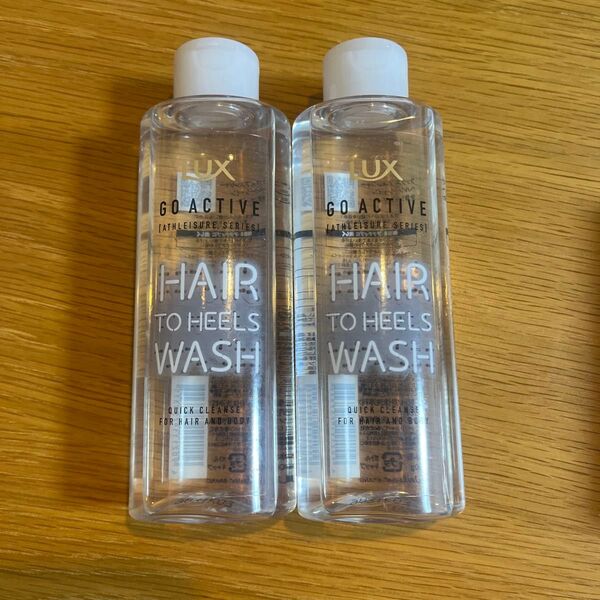 LUX
GO ACTIVE
[ATHLEISURE SERIES]
HAIR
TO HEELS
WASH
QUICK CLEANSE
FOR HAIR AND BODY
LUX
GO ACTIVE
[ATHLEISURE SERIES]
HAIR
TO HEELS
WASH
QUICK CLEANSE
FOR HAIR AND BODY